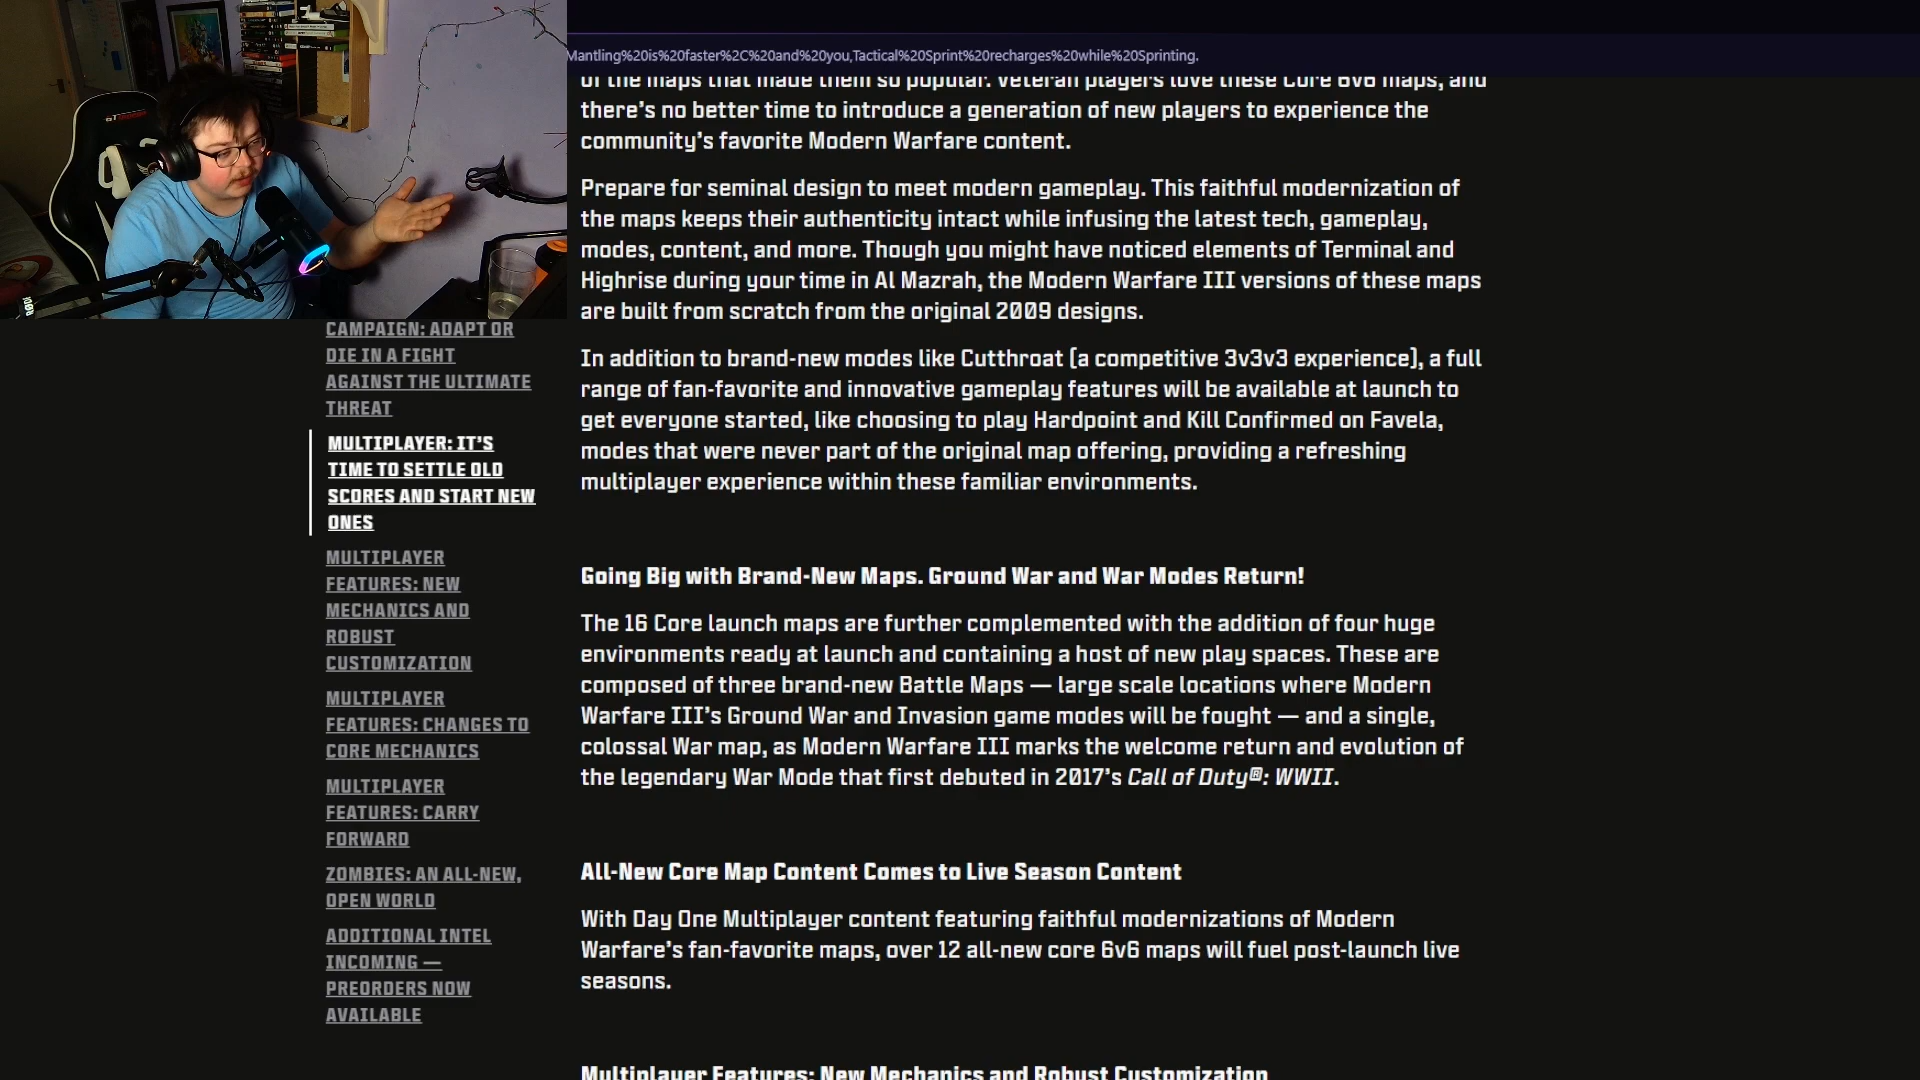 Mantling%20is%20faster%2C%20and%20you,Tactical%20Sprint%20recharges%20while%20Sprinting.
of the maps that made them so popular. Veteran players love these Core 6v6 maps, and
there's no better time to introduce a generation of new players to experience the
community's favorite Modern Warfare content.
Prepare for seminal design to meet modern gameplay. This faithful modernization of
the maps keeps their authenticity intact while infusing the latest tech, gameplay,
modes, content, and more. Though you might have noticed elements of Terminal and
Highrise during your time in Al Mazrah, the Modern Warfare III versions of these maps
are built from scratch from the original 2009 designs.
In addition to brand-new modes like Cutthroat (a competitive 3v3v3 experience), a full
range of fan-favorite and innovative gameplay features will be available at launch to
get everyone started, like choosing to play Hardpoint and Kill Confirmed on Favela,
modes that were never part of the original map offering, providing a refreshing
multiplayer experience within these familiar environments.
Going Big with Brand-New Maps. Ground War and War Modes Return!
The 16 Core launch maps are further complemented with the addition of four huge
environments ready at launch and containing a host of new play spaces. These are
composed of three brand-new Battle Maps — large scale locations where Modern
Warfare III's Ground War and Invasion game modes will be fought — and a single,
colossal War map, as Modern Warfare III marks the welcome return and evolution of
the legendary War Mode that first debuted in 2017's Call of Duty®: WWII.
All-New Core Map Content Comes to Live Season Content
With Day One Multiplayer content featuring faithful modernizations of Modern
Warfare's fan-favorite maps, over 12 all-new core 6v6 maps will fuel post-launch live
seasons.
Multiplayer Features: New Mechanics and Robust Customization
CAMPAIGN: ADAPT OR
DIE IN A FIGHT
AGAINST THE ULTIMATE
THREAT
MULTIPLAYER: IT'S
TIME TO SETTLE OLD
SCORES AND START NEW
ONES
MULTIPLAYER
FEATURES: NEW
MECHANICS AND
ROBUST
CUSTOMIZATION
MULTIPLAYER
FEATURES: CHANGES TO
CORE MECHANICS
MULTIPLAYER
FEATURES: CARRY
FORWARD
ZOMBIES: AN ALL-NEW,
OPEN WORLD
ADDITIONAL INTEL
INCOMING —
PREORDERS NOW
AVAILABLE